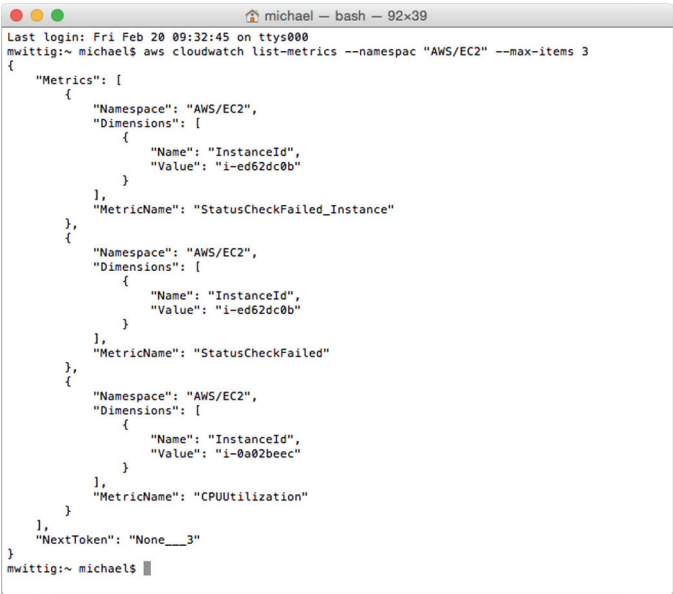 michael — bash — 92×39
Last login: Fri Feb 20 09:32:45 on ttys000
mwittig:~ michael$ aws cloudwatch list-metrics --namespac "AWS/EC2" --max-items 3
{
    "Metrics": [
        {
            "Namespace": "AWS/EC2",
            "Dimensions": [
                {
                    "Name": "InstanceId",
                    "Value": "i-ed62dc0b"
                }
            ],
            "MetricName": "StatusCheckFailed_Instance"
        },
        {
            "Namespace": "AWS/EC2",
            "Dimensions": [
                {
                    "Name": "InstanceId",
                    "Value": "i-ed62dc0b"
                }
            ],
            "MetricName": "StatusCheckFailed"
        },
        {
            "Namespace": "AWS/EC2",
            "Dimensions": [
                {
                    "Name": "InstanceId",
                    "Value": "i-0a02beec"
                }
            ],
            "MetricName": "CPUUtilization"
        }
    ],
    "NextToken": "None___3"
}
mwittig:~ michael$